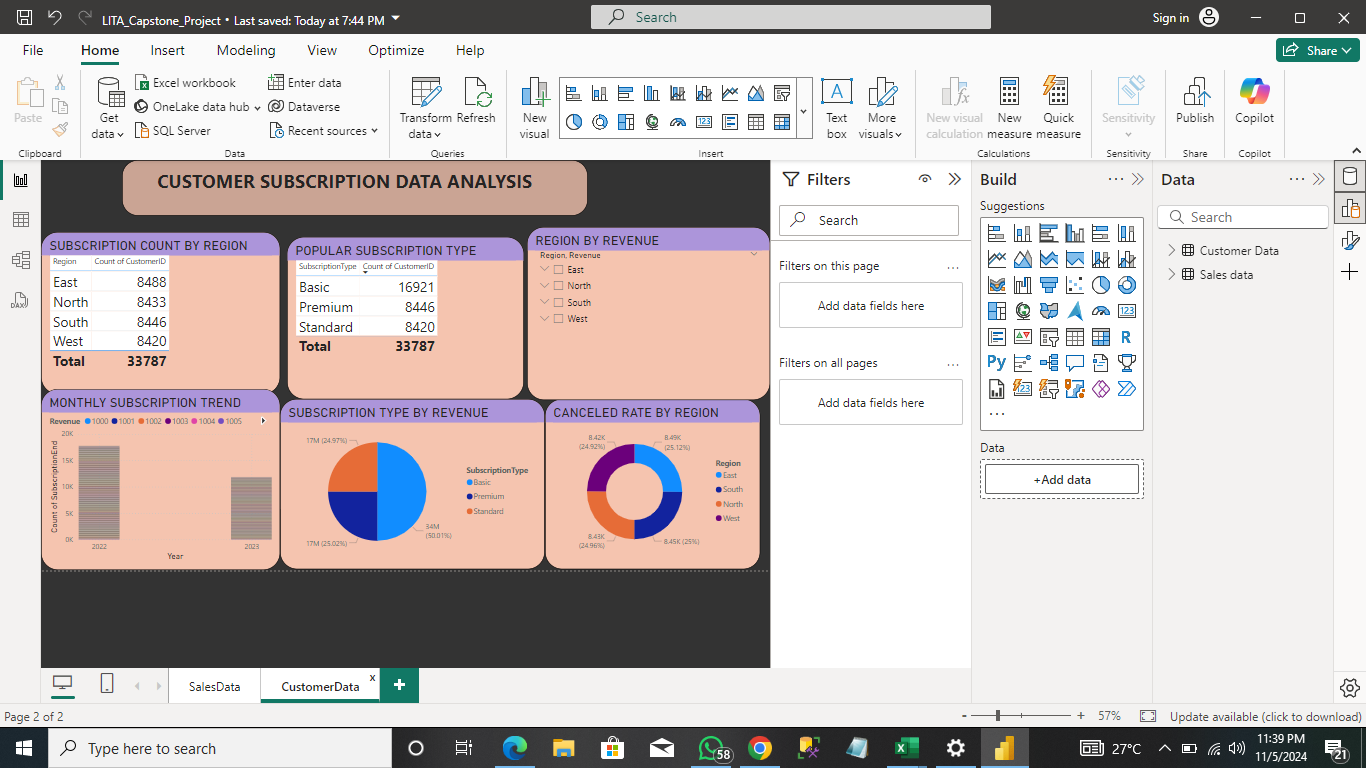 LITA_Capstone_Project • Last saved: Today at 7:44 PM
Search
Sign in
File
Home
Insert
Modeling
View
Optimize
Help
Share
Paste
Clipboard
Get data
Excel workbook
OneLake data hub
SQL Server
Enter data
Dataverse
Recent sources
Data
Transform data
Refresh
Queries
New visual
Text box
More visuals
Insert
New visual calculation
New measure
Quick measure
Calculations
Sensitivity
Sensitivity
Publish
Share
Copilot
Copilot
CUSTOMER SUBSCRIPTION DATA ANALYSIS
SUBSCRIPTION COUNT BY REGION
Region Count of CustomerID
East 8488
North 8433
South 8446
West 8420
Total 33787
POPULAR SUBSCRIPTION TYPE
SubscriptionType Count of CustomerID
Basic 16921
Premium 8446
Standard 8420
Total 33787
REGION BY REVENUE
Region, Revenue
East
North
South
West
MONTHLY SUBSCRIPTION TREND
Revenue 1000 1001 1002 1003 1004 1005
Count of SubscriptionEnd
20K
15K
10K
5K
0K
2022 2023
Year
SUBSCRIPTION TYPE BY REVENUE
17M (24.97%)
17M (25.02%)
34M
(50.01%)
SubscriptionType
Basic
Premium
Standard
CANCELED RATE BY REGION
8.42K
(24.92%)
8.49K
(25.12%)
8.43K
(24.96%)
8.45K (25%)
Region
East
South
North
West
Filters
Search
Filters on this page
Add data fields here
Filters on all pages
Add data fields here
Build
Suggestions
Data
+Add data
Data
Search
Customer Data
Sales data
SalesData
CustomerData
Page 2 of 2
57%
Update available (click to download)
Type here to search
58
27°C
11:39 PM
11/5/2024
21